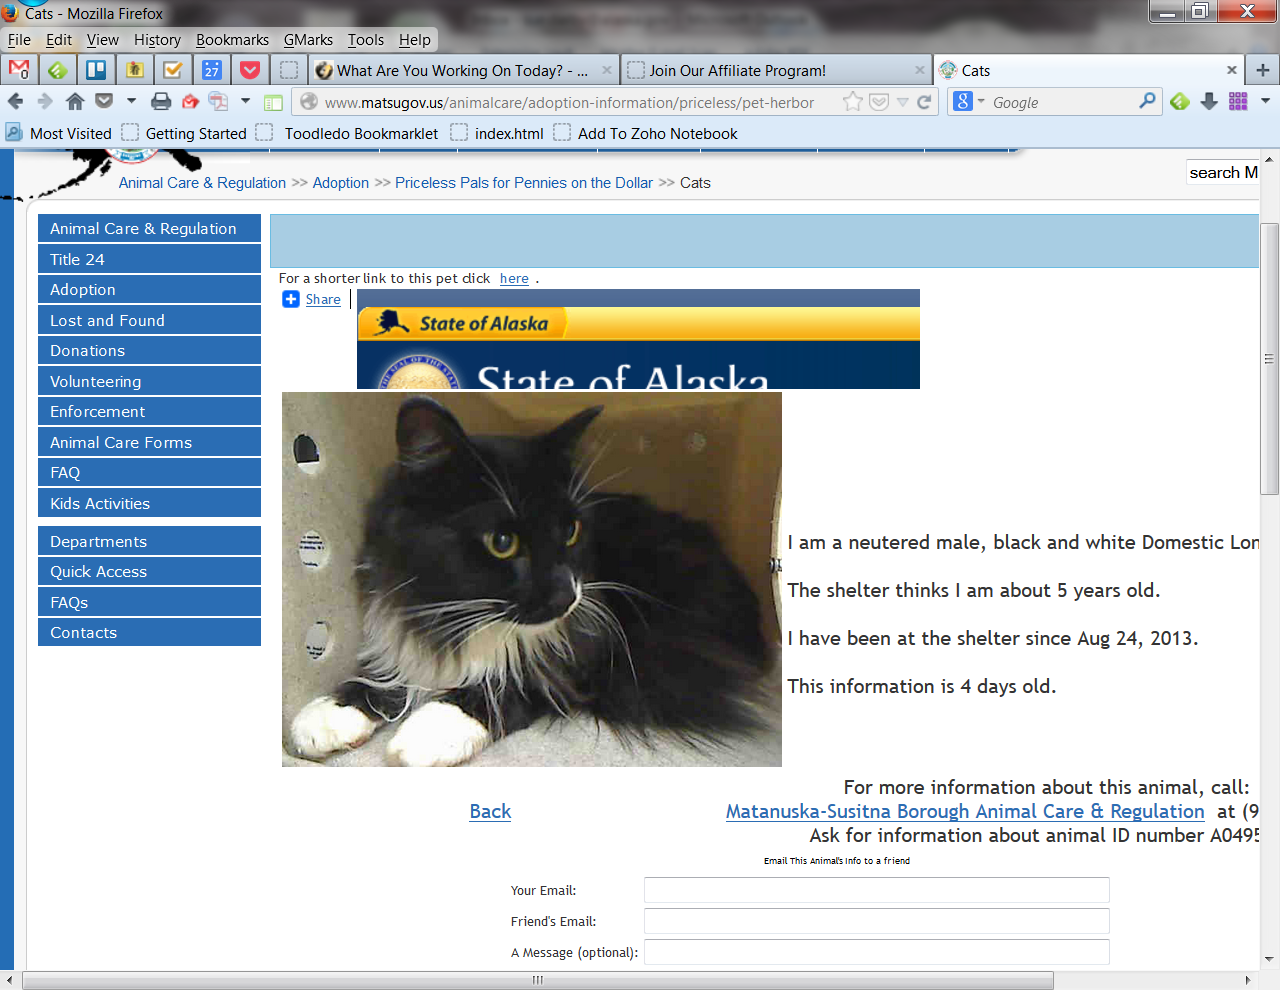 Cats - Mozilla Firefox
File Edit View History Bookmarks GMarks Tools Help
27 What Are You Working On Today? - ... Join Our Affiliate Program! Cats
www.matsugov.us/animalcare/adoption-information/priceless/pet-herbor Google
Most Visited Getting Started Toodledo Bookmarklet index.html Add To Zoho Notebook
Animal Care & Regulation >> Adoption >> Priceless Pals for Pennies on the Dollar >> Cats
search M
Animal Care & Regulation
Title 24
Adoption
Lost and Found
Donations
Volunteering
Enforcement
Animal Care Forms
FAQ
Kids Activities
Departments
Quick Access
FAQs
Contacts
For a shorter link to this pet click here .
Share
State of Alaska
State of Alaska
I am a neutered male, black and white Domestic Lon
The shelter thinks I am about 5 years old.
I have been at the shelter since Aug 24, 2013.
This information is 4 days old.
For more information about this animal, call:
Back Matanuska-Susitna Borough Animal Care & Regulation at (9
Ask for information about animal ID number A0495
Email This Animal's Info to a friend
Your Email:
Friend's Email:
A Message (optional):